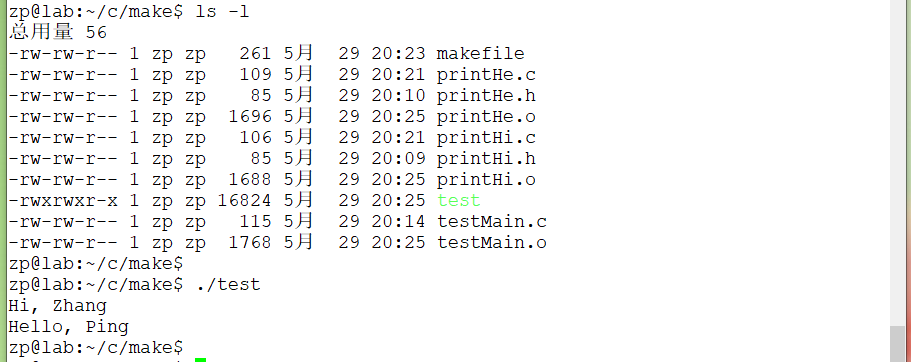 zp@lab:~/c/make$ ls -l
总用量 56
-rw-rw-r-- 1 zp zp   261 5月  29 20:23 makefile
-rw-rw-r-- 1 zp zp   109 5月  29 20:21 printHe.c
-rw-rw-r-- 1 zp zp    85 5月  29 20:10 printHe.h
-rw-rw-r-- 1 zp zp  1696 5月  29 20:25 printHe.o
-rw-rw-r-- 1 zp zp   106 5月  29 20:21 printHi.c
-rw-rw-r-- 1 zp zp    85 5月  29 20:09 printHi.h
-rw-rw-r-- 1 zp zp  1688 5月  29 20:25 printHi.o
-rwxrwxr-x 1 zp zp 16824 5月  29 20:25 test
-rw-rw-r-- 1 zp zp   115 5月  29 20:14 testMain.c
-rw-rw-r-- 1 zp zp  1768 5月  29 20:25 testMain.o
zp@lab:~/c/make$
zp@lab:~/c/make$ ./test
Hi, Zhang
Hello, Ping
zp@lab:~/c/make$